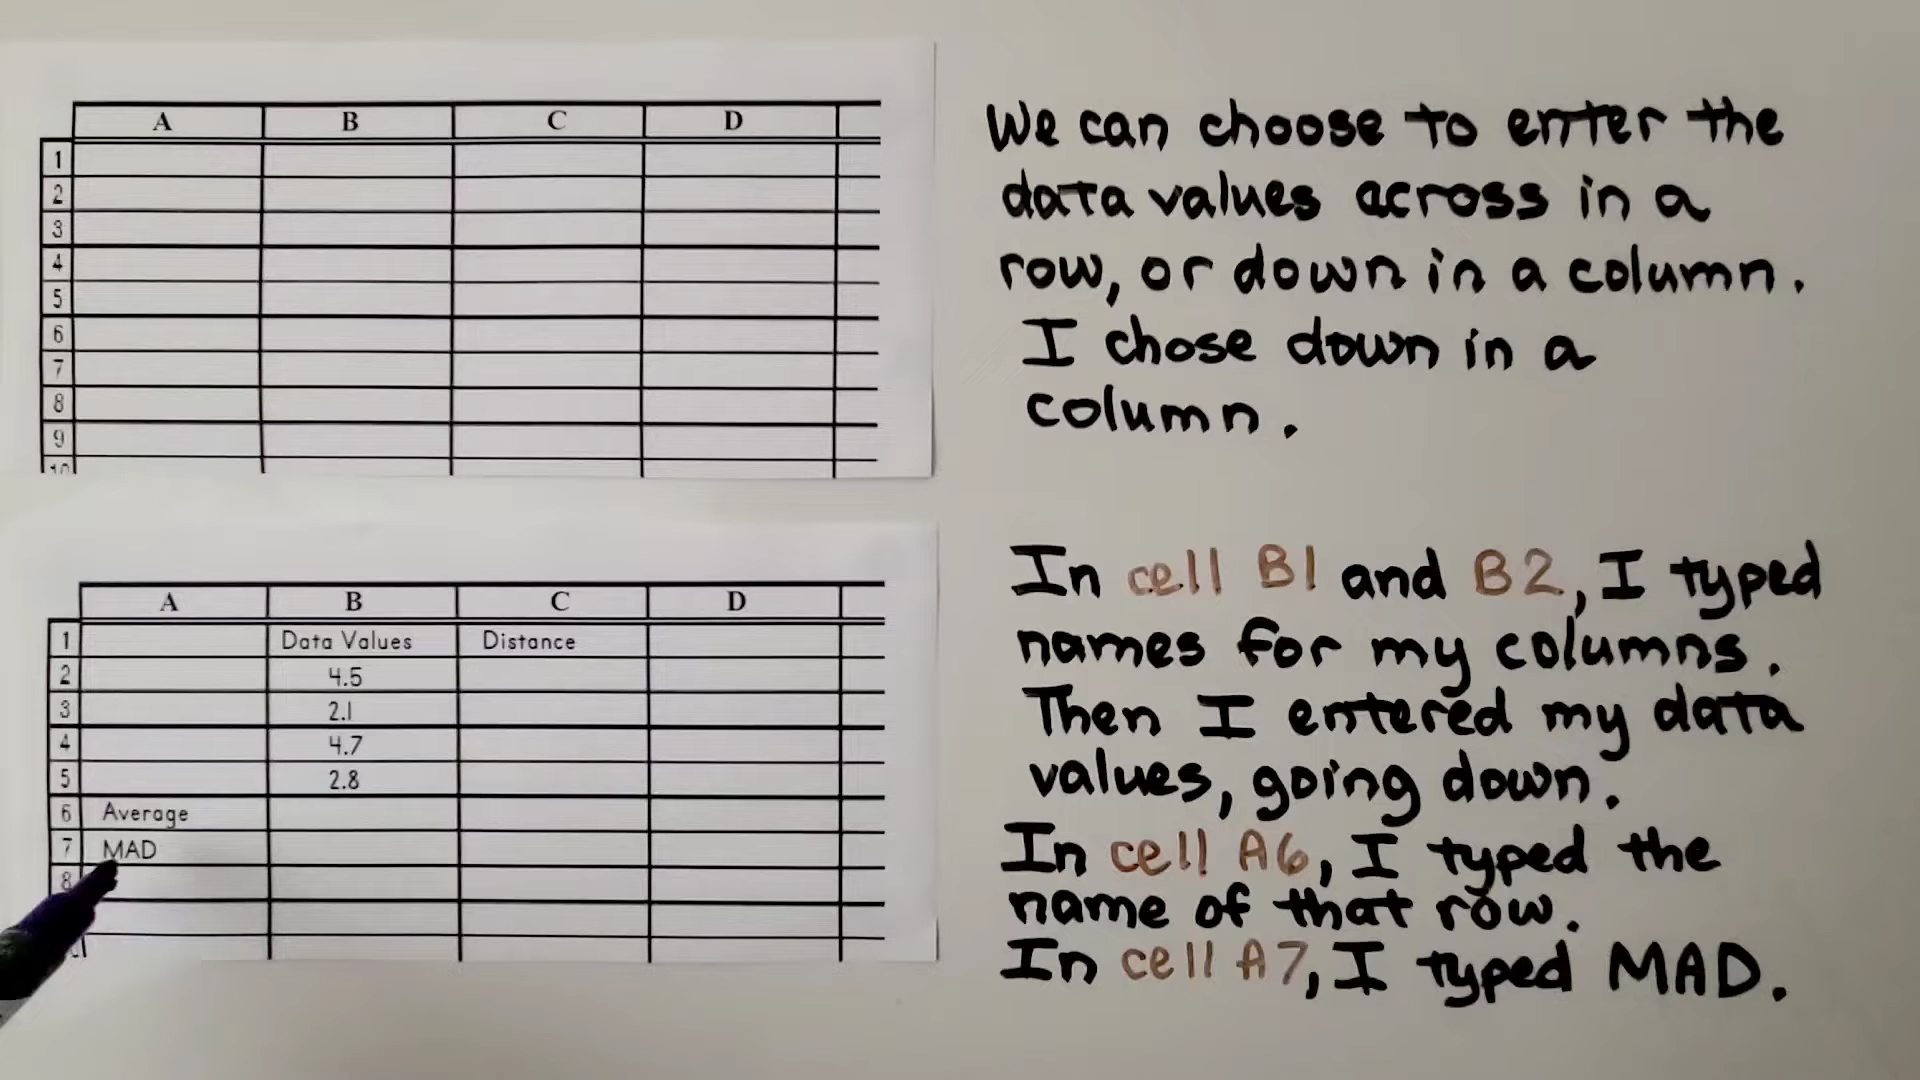 A B C D
1
2
3
4
5
6
7
8
9
10
We can choose to enter the
data values across in a
row, or down in a column.
I chose down in a
column.
A B C D
1 Data Values Distance
2 4.5
3 2.1
4 4.7
5 2.8
6 Average
7 MAD
8
In cell B1 and B2, I typed
names for my columns.
Then I entered my data
values, going down.
In cell A6, I typed the
name of that row.
In cell A7, I typed MAD.